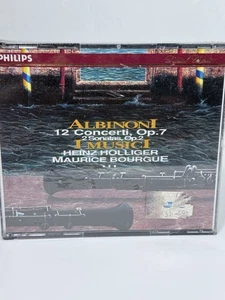 PHILIPS
ALBINONI
12 Concerti, Op.7
2 Sonatas, Op.2
I MUSICI
HEINZ HOLLIGER
MAURICE BOURGUE